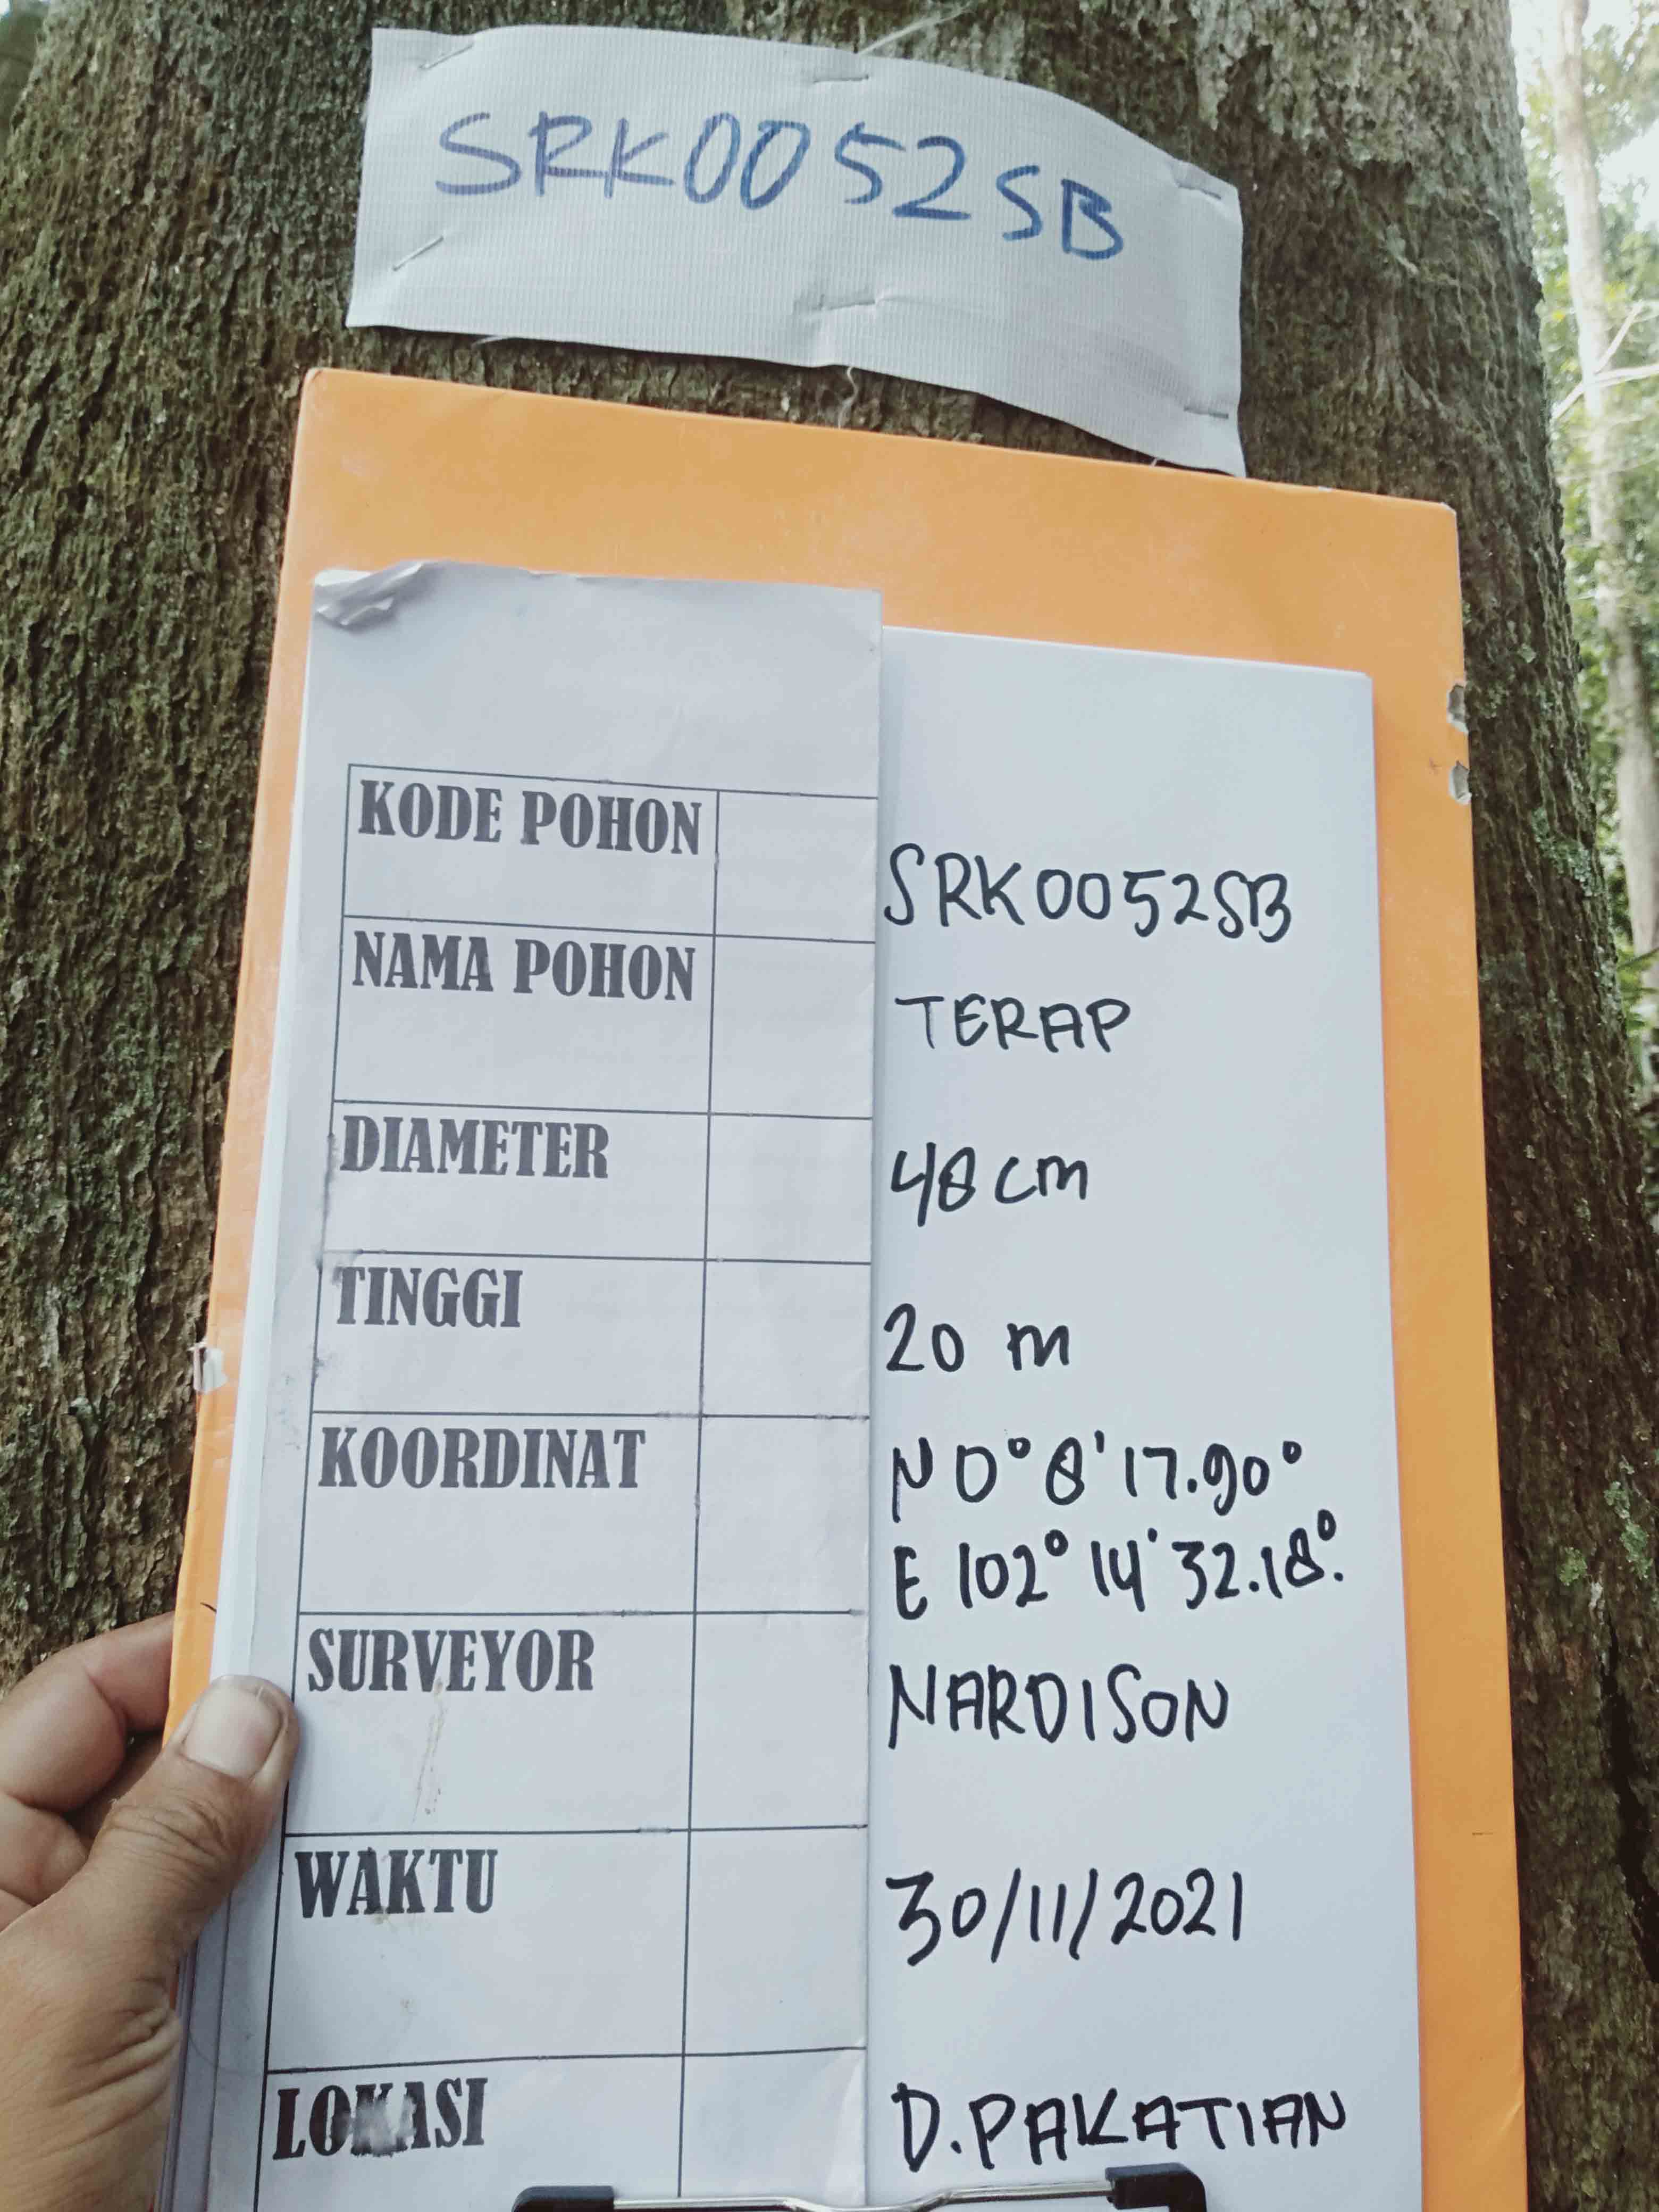 SRK0052SB
KODE POHON SRK0052SB
NAMA POHON TERAP
DIAMETER 48 cm
TINGGI 20 m
KOORDINAT N 0° 8' 17.90°
E 102° 14' 32.18°.
SURVEYOR NARDISON
WAKTU 30/11/2021
LOKASI D.PAKATIAN